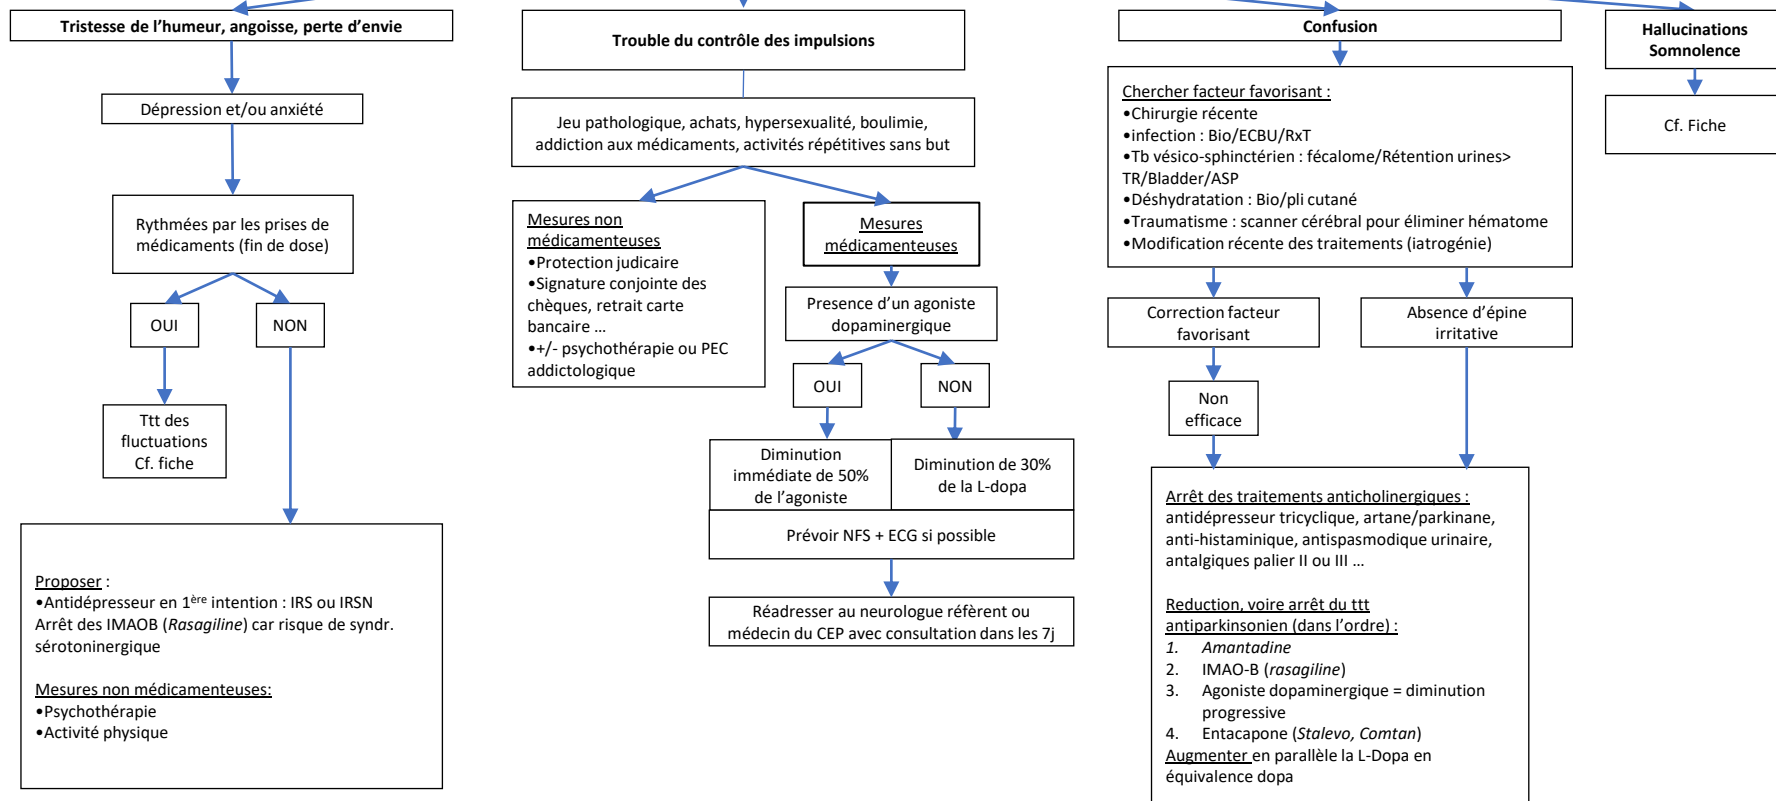 Tristesse de l’humeur, angoisse, perte d’envie
Dépression et/ou anxiété
Rythmées par les prises de
médicaments (fin de dose)
OUI
NON
Ttt des
fluctuations
Cf. fiche
Proposer :
•Antidépresseur en 1ère intention : IRS ou IRSN
Arrêt des IMAOB (Rasagiline) car risque de syndr.
sérotoninergique
Mesures non médicamenteuses:
•Psychothérapie
•Activité physique
Trouble du contrôle des impulsions
Jeu pathologique, achats, hypersexualité, boulimie,
addiction aux médicaments, activités répétitives sans but
Mesures non
médicamenteuses
•Protection judicaire
•Signature conjointe des
chèques, retrait carte
bancaire …
•+/- psychothérapie ou PEC
addictologique
Mesures
médicamenteuses
Presence d’un agoniste
dopaminergique
OUI
NON
Diminution
immédiate de 50%
de l’agoniste
Diminution de 30%
de la L-dopa
Prévoir NFS + ECG si possible
Réadresser au neurologue réfèrent ou
médecin du CEP avec consultation dans les 7j
Confusion
Chercher facteur favorisant :
•Chirurgie récente
•infection : Bio/ECBU/RxT
•Tb vésico-sphinctérien : fécalome/Rétention urines>
TR/Bladder/ASP
•Déshydratation : Bio/pli cutané
•Traumatisme : scanner cérébral pour éliminer hématome
•Modification récente des traitements (iatrogénie)
Correction facteur
favorisant
Absence d’épine
irritative
Non
efficace
Arrêt des traitements anticholinergiques :
antidépresseur tricyclique, artane/parkinane,
anti-histaminique, antispasmodique urinaire,
antalgiques palier II ou III …
Reduction, voire arrêt du ttt
antiparkinsonien (dans l’ordre) :
1. Amantadine
2. IMAO-B (rasagiline)
3. Agoniste dopaminergique = diminution
progressive
4. Entacapone (Stalevo, Comtan)
Augmenter en parallèle la L-Dopa en
équivalence dopa
Hallucinations
Somnolence
Cf. Fiche